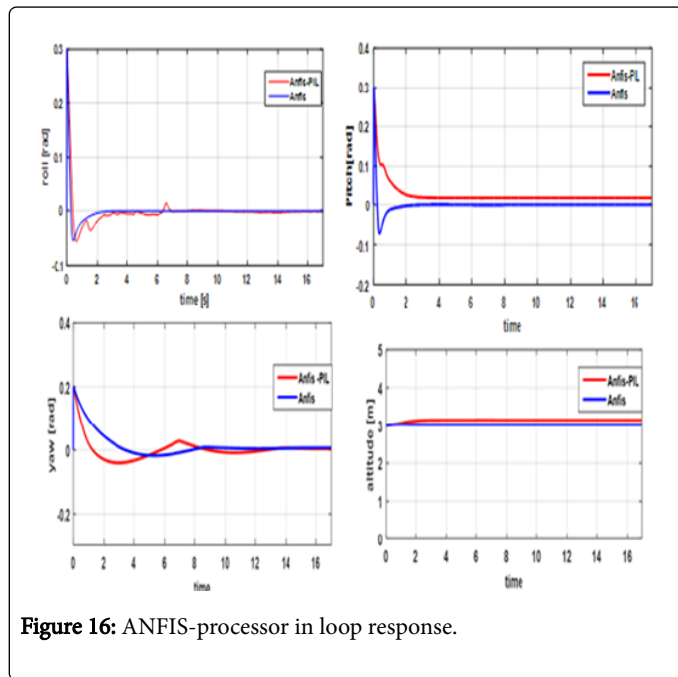 0.3
0.2
0.1
0
-0.1
roll [rad]
Anfis-PIL
Anfis
0 2 4 6 8 10 12 14 16
time [s]
0.4
0.3
0.2
0.1
0
-0.1
-0.2
Pitch[rad]
Anfis-PIL
Anfis
0 2 4 6 8 10 12 14 16
time
0.4
0.2
0
-0.2
yaw [rad]
Anfis -PIL
Anfis
0 2 4 6 8 10 12 14 16
time
5
4
3
2
1
0
altitude [m]
Anfis-PIL
Anfis
0 2 4 6 8 10 12 14 16
time
Figure 16: ANFIS-processor in loop response.